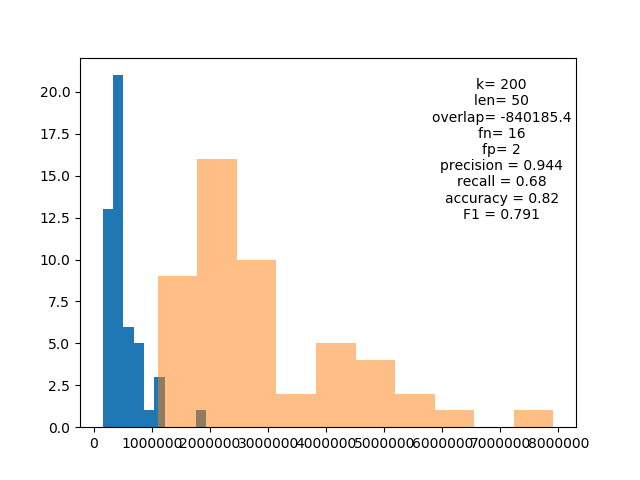 k= 200
len= 50
overlap= -840185.4
fn= 16
fp= 2
precision = 0.944
recall = 0.68
accuracy = 0.82
F1 = 0.791
20.0
17.5
15.0
12.5
10.0
7.5
5.0
2.5
0.0
0 1000000 2000000 3000000 4000000 5000000 6000000 7000000 8000000